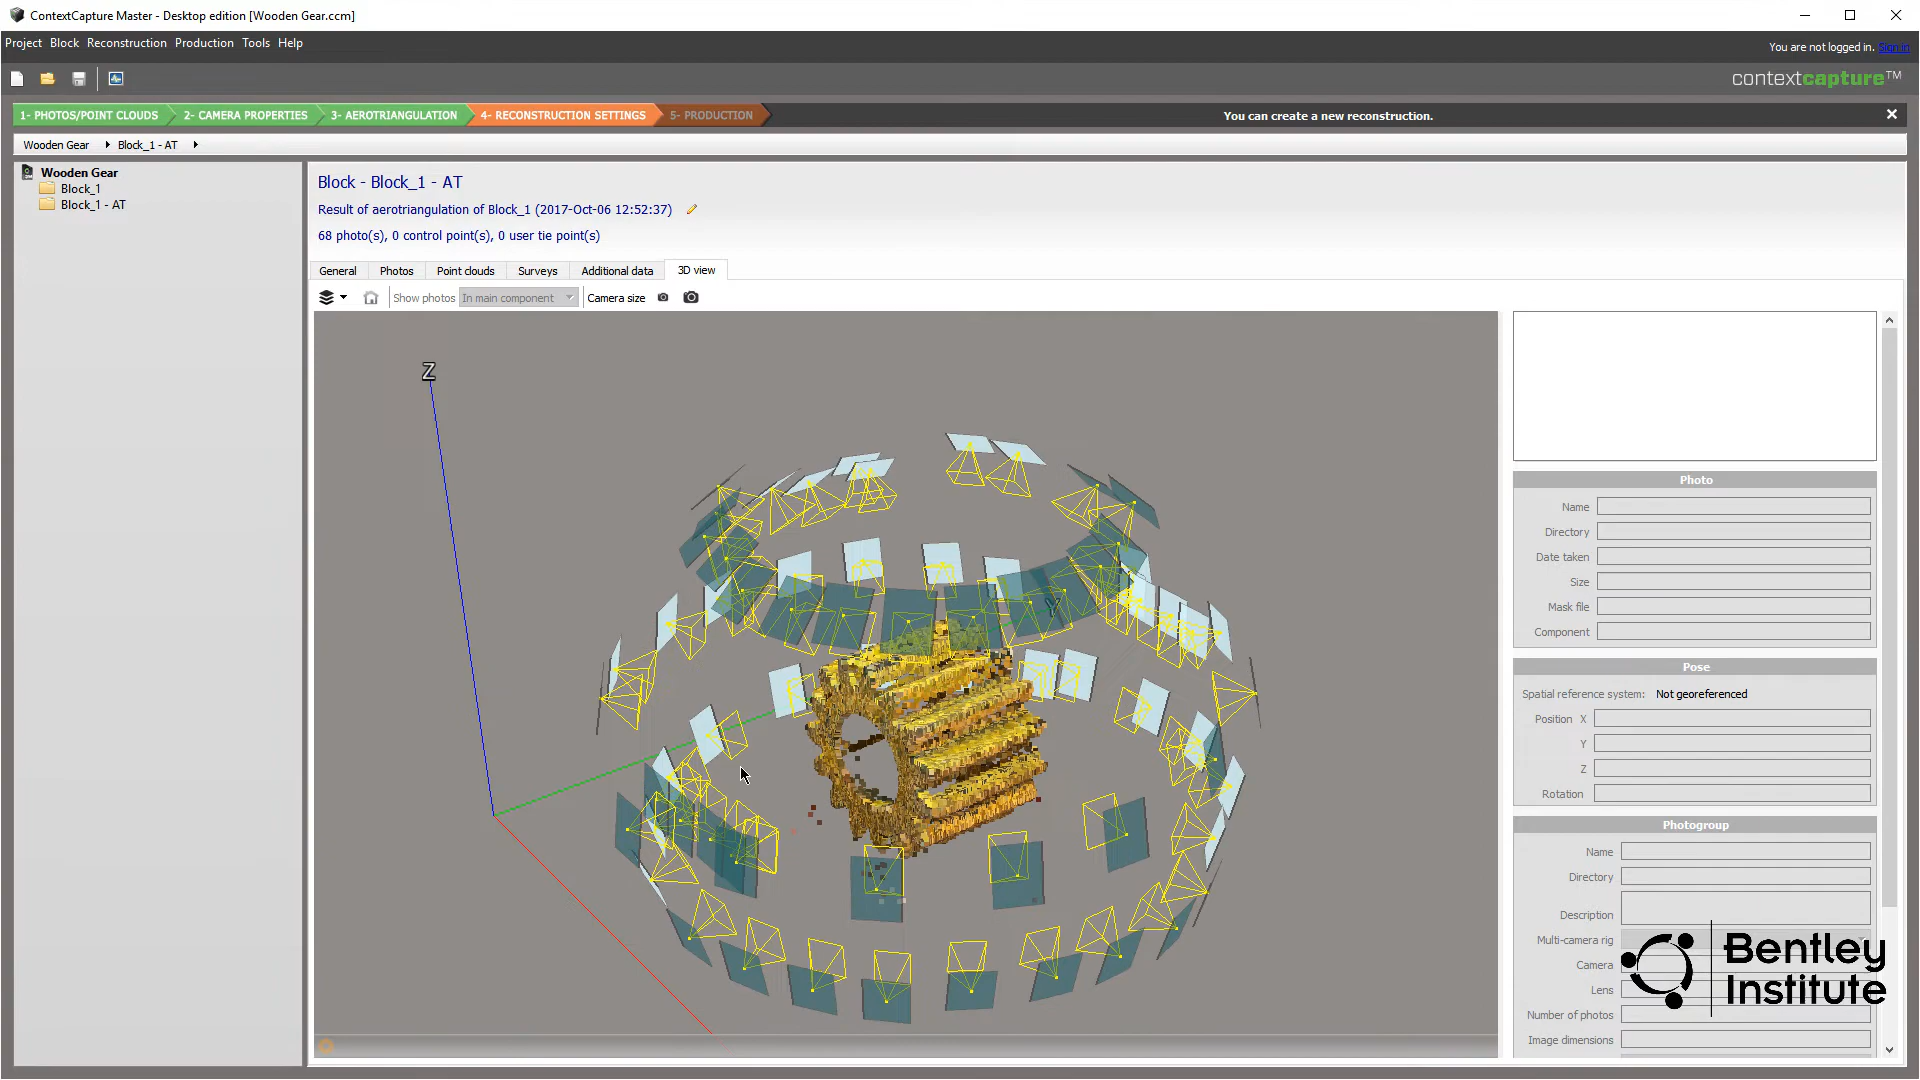 ContextCapture Master - Desktop edition [Wooden Gear.ccm]
Project Block Reconstruction Production Tools Help
You are not logged in. Sign in
contextcapture™
1- PHOTOS/POINT CLOUDS 2- CAMERA PROPERTIES 3- AEROTRIANGULATION 4- RECONSTRUCTION SETTINGS 5- PRODUCTION
You can create a new reconstruction.
Wooden Gear Block_1 - AT
Wooden Gear
Block_1
Block_1 - AT
Block - Block_1 - AT
Result of aerotriangulation of Block_1 (2017-Oct-06 12:52:37)
68 photo(s), 0 control point(s), 0 user tie point(s)
General Photos Point clouds Surveys Additional data 3D view
Show photos In main component Camera size
Z
Y
Photo
Name
Directory
Date taken
Size
Mask file
Component
Pose
Spatial reference system: Not georeferenced
Position X
Y
Z
Rotation
Photogroup
Name
Directory
Description
Multi-camera rig
Camera
Lens
Number of photos
Image dimensions
Bentley
Institute